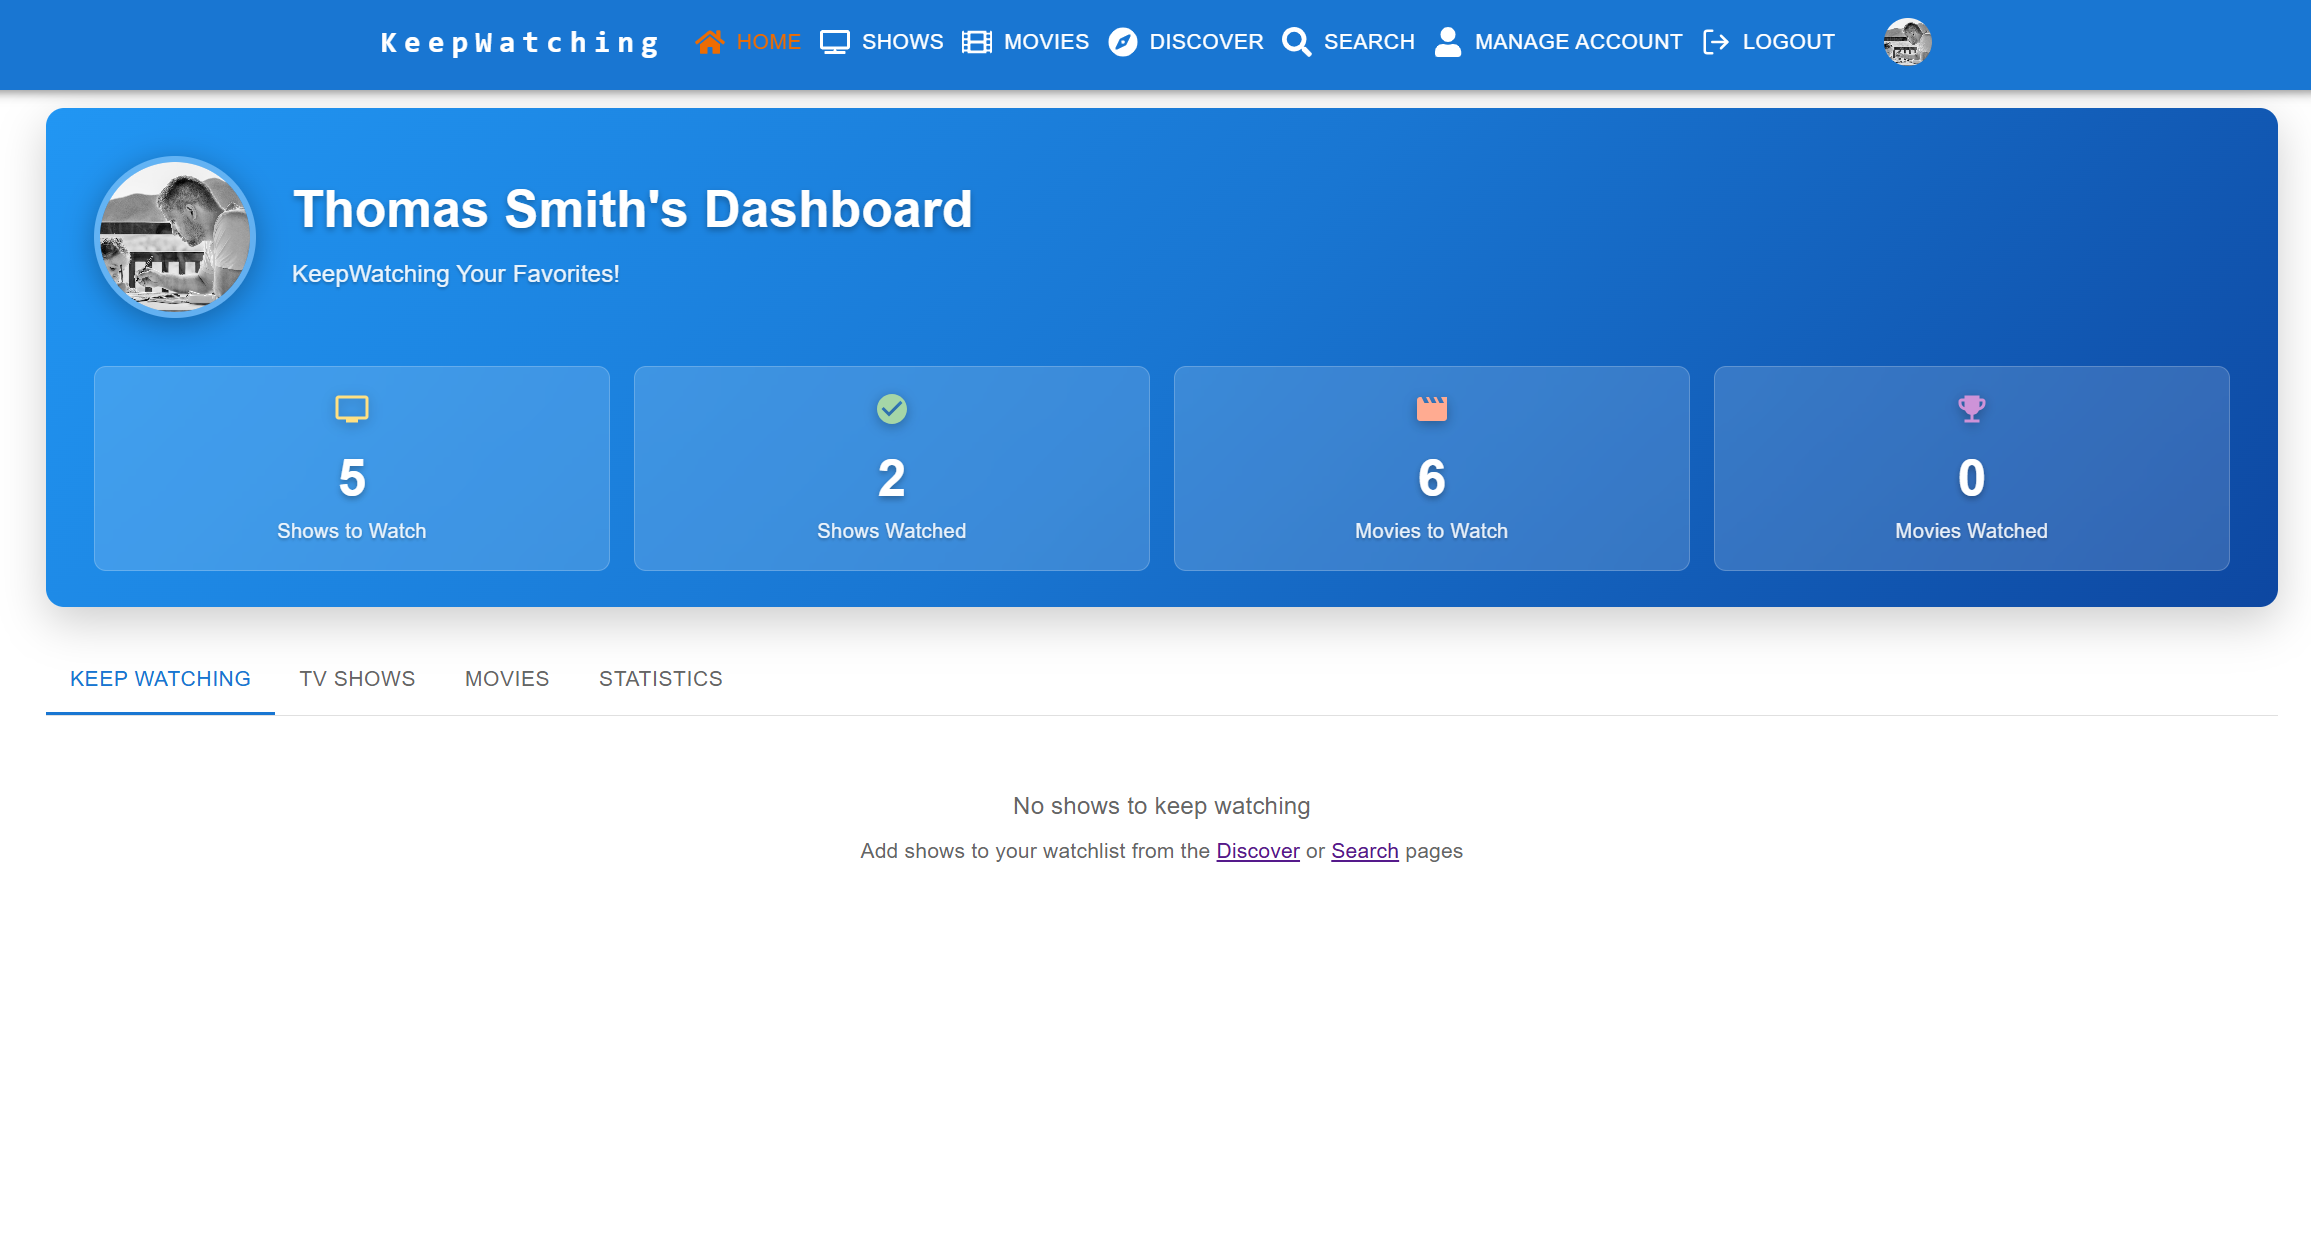 KeepWatching HOME SHOWS MOVIES DISCOVER SEARCH MANAGE ACCOUNT LOGOUT
Thomas Smith's Dashboard
KeepWatching Your Favorites!
5
Shows to Watch
2
Shows Watched
6
Movies to Watch
0
Movies Watched
KEEP WATCHING TV SHOWS MOVIES STATISTICS
No shows to keep watching
Add shows to your watchlist from the Discover or Search pages